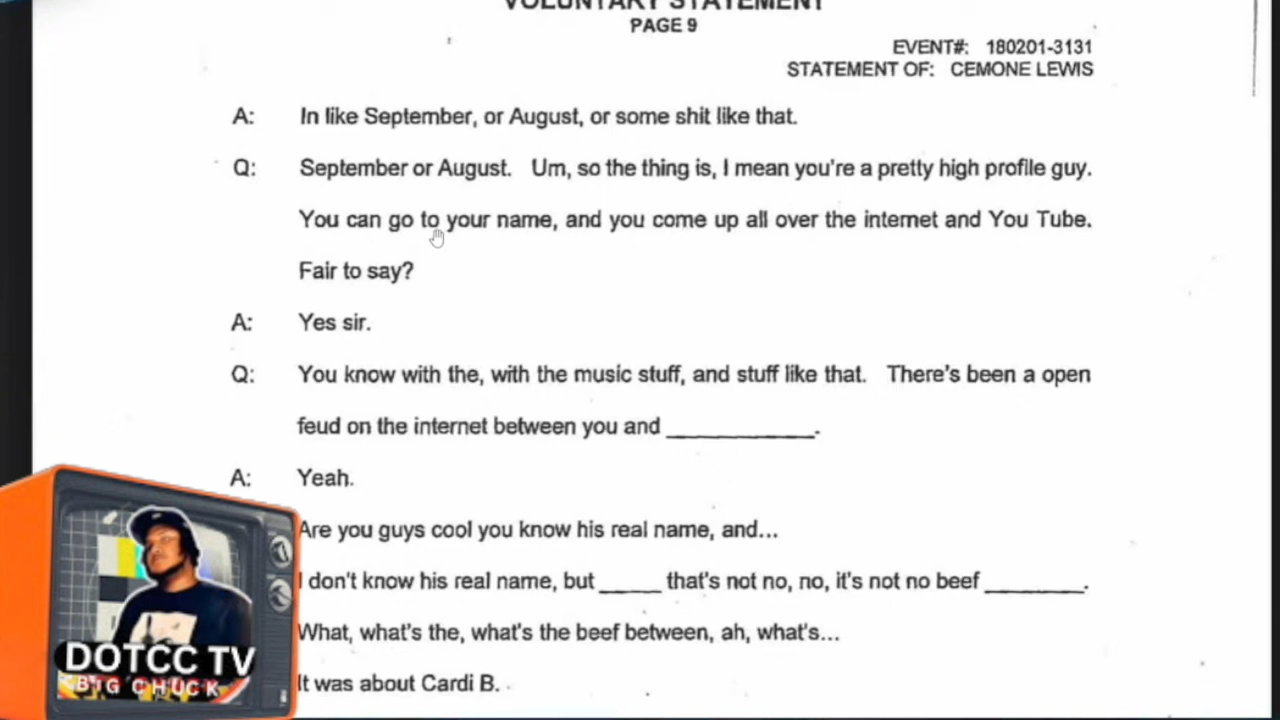 VOLUNTARY STATEMENT
PAGE 9
EVENT#: 180201-3131
STATEMENT OF: CEMONE LEWIS
A: In like September, or August, or some shit like that.
Q: September or August. Um, so the thing is, I mean you're a pretty high profile guy.
You can go to your name, and you come up all over the internet and You Tube.
Fair to say?
A: Yes sir.
Q: You know with the, with the music stuff, and stuff like that. There's been a open
feud on the internet between you and ____________.
A: Yeah.
Are you guys cool you know his real name, and...
I don't know his real name, but _____ that's not no, no, it's not no beef ________.
What, what's the, what's the beef between, ah, what's...
It was about Cardi B.
DOTCC TV
BIG CHUCK